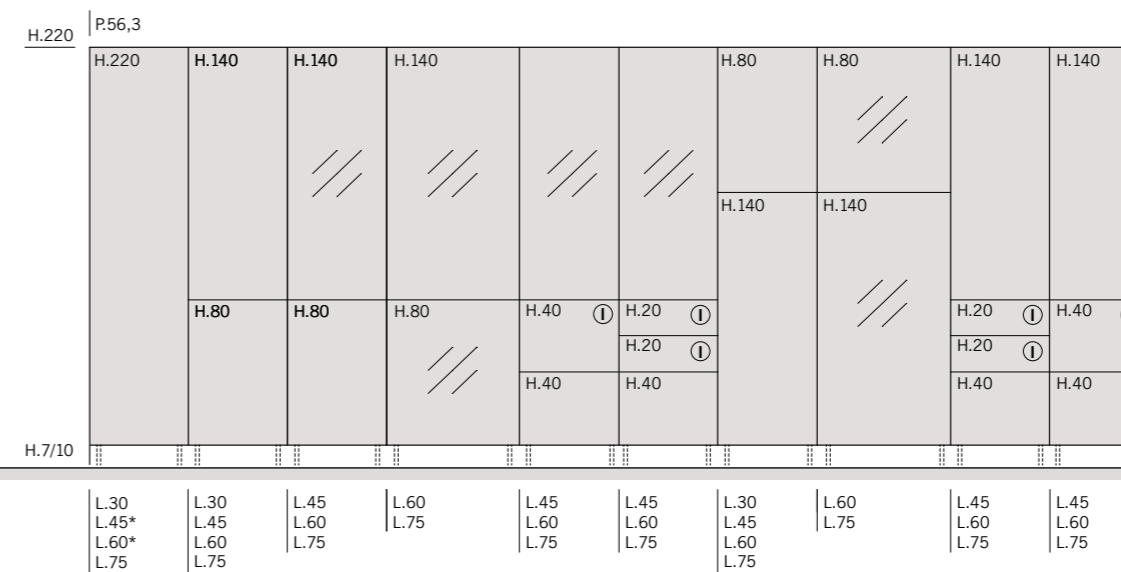 P.56,3
H.220
H.220 H.140 H.140 H.140 H.80 H.80 H.140 H.140
H.140 H.140
H.80 H.80 H.80 H.40 I H.20 I H.20 I H.40
H.20 I H.20 I
H.40 H.40 H.40 H.40
H.7/10
L.30 L.30 L.45 L.60 L.45 L.45 L.30 L.60 L.45 L.45
L.45* L.45 L.60 L.75 L.60 L.60 L.45 L.75 L.60 L.60
L.60* L.60 L.75 L.75 L.75 L.60 L.75 L.75
L.75 L.75 L.75